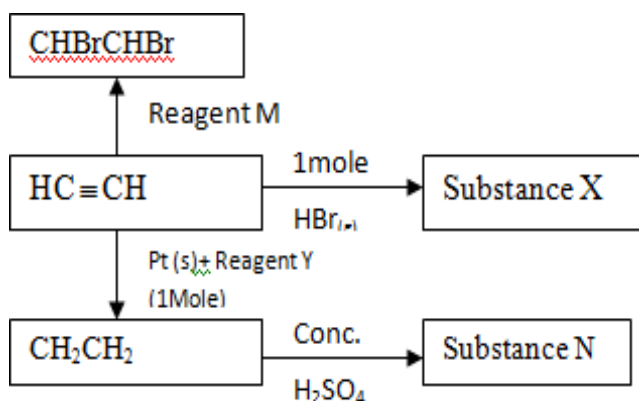 CHBrCHBr
Reagent M
HC≡CH
1mole
HBr(g)
Substance X
Pt (s)+ Reagent Y
(1Mole)
CH₂CH₂
Conc.
H₂SO₄
Substance N